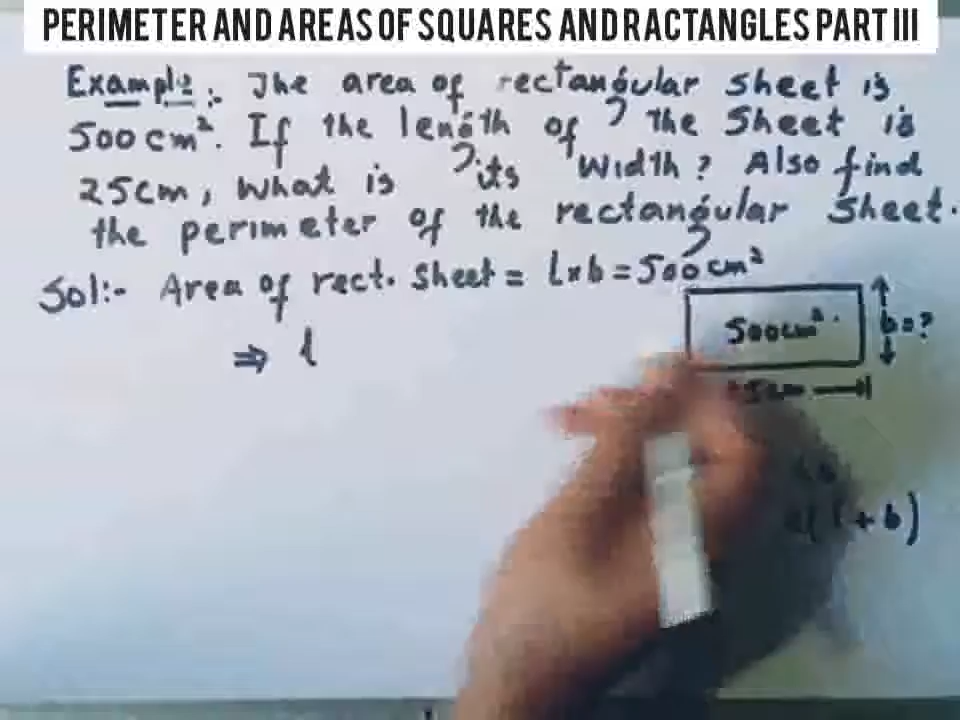 PERIMETER AND AREAS OF SQUARES AND RACTANGLES PART III
Example:- The area of rectangular sheet is
500 cm². If the length of the sheet is
25cm, what is its width? Also find
the perimeter of the rectangular sheet.
Sol:- Area of rect. sheet = l×b = 500 cm²
500cm².
b=?
⇒ l
5cm
(l+b)